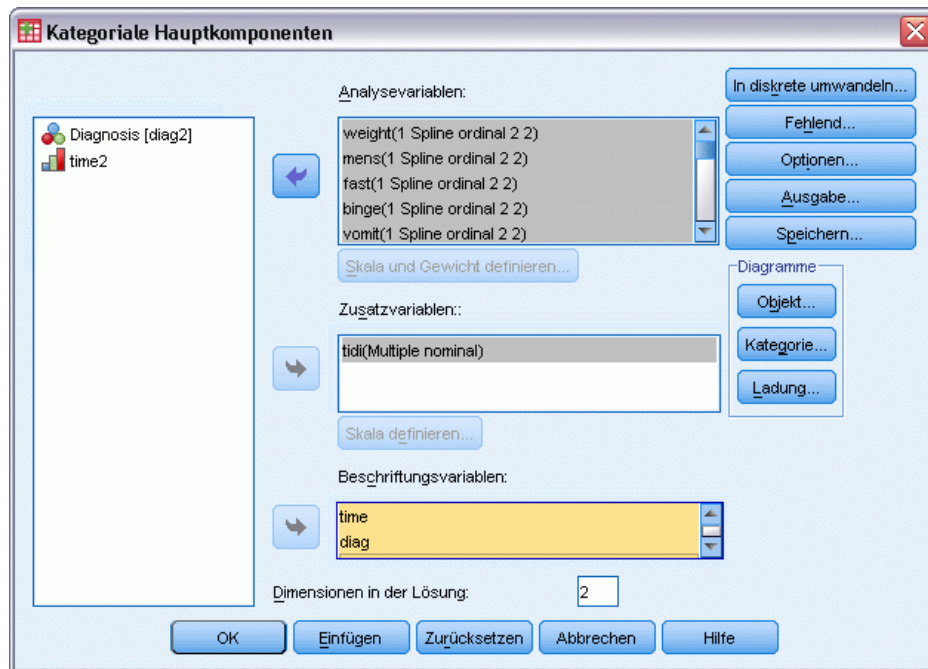 Kategoriale Hauptkomponenten
Diagnosis [diag2]
time2
Analysevariablen:
weight(1 Spline ordinal 2 2)
mens(1 Spline ordinal 2 2)
fast(1 Spline ordinal 2 2)
binge(1 Spline ordinal 2 2)
vomit(1 Spline ordinal 2 2)
Skala und Gewicht definieren...
Zusatzvariablen::
tidi(Multiple nominal)
Skala definieren...
Beschriftungsvariablen:
time
diag
Dimensionen in der Lösung:
2
In diskrete umwandeln...
Fehlend...
Optionen...
Ausgabe...
Speichern...
Diagramme
Objekt...
Kategorie...
Ladung...
OK
Einfügen
Zurücksetzen
Abbrechen
Hilfe